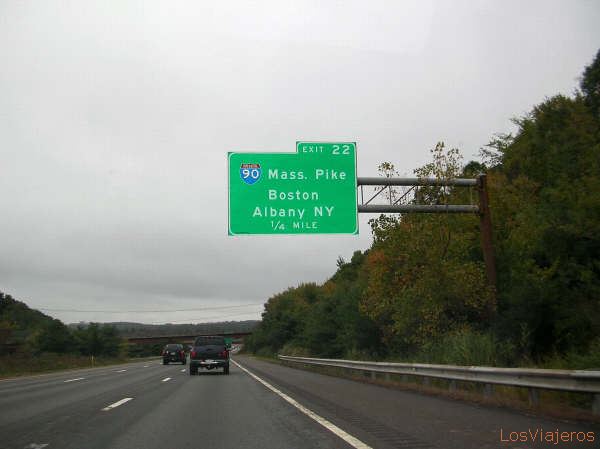 EXIT 22
90 Mass. Pike
Boston
Albany NY
1/4 MILE
LosViajeros